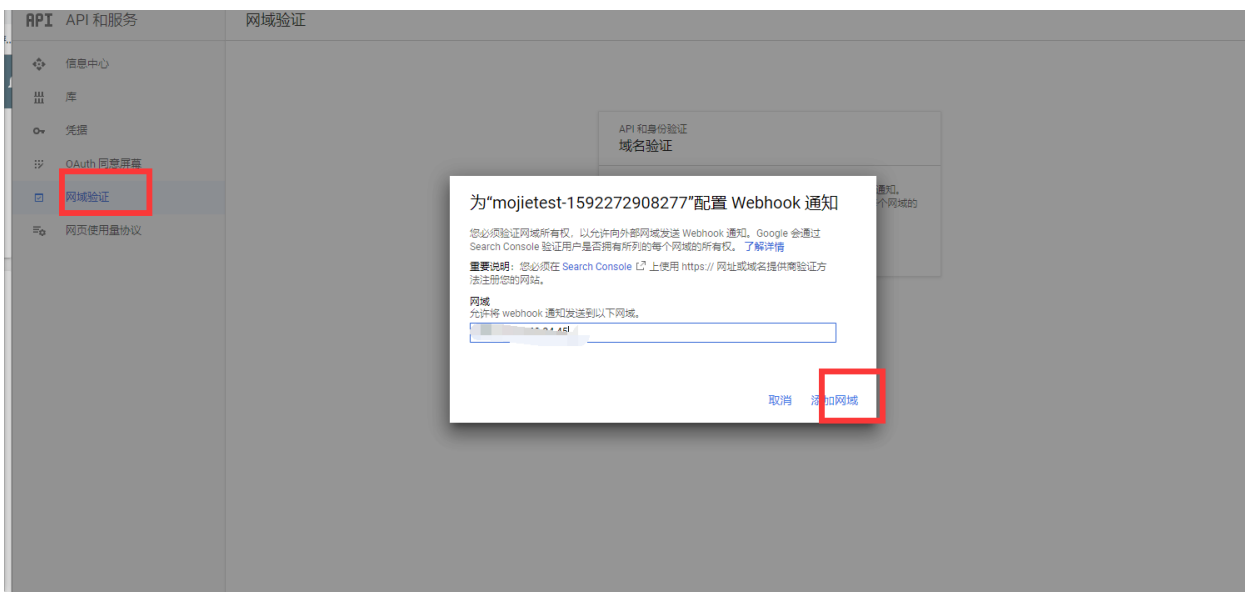 API API 和服务
网域验证
信息中心
库
凭据
OAuth 同意屏幕
网域验证
网页使用量协议
API 和身份验证
域名验证
通知。
个网域的
为“mojietest-1592272908277”配置 Webhook 通知
您必须验证网域所有权，以允许向外部网域发送 Webhook 通知。Google 会通过
Search Console 验证用户是否拥有所列的每个网域的所有权。 了解详情
重要说明：您必须在 Search Console 上使用 https:// 网址或域名提供商验证方
法注册您的网站。
网域
允许将 webhook 通知发送到以下网域。
取消 添加网域